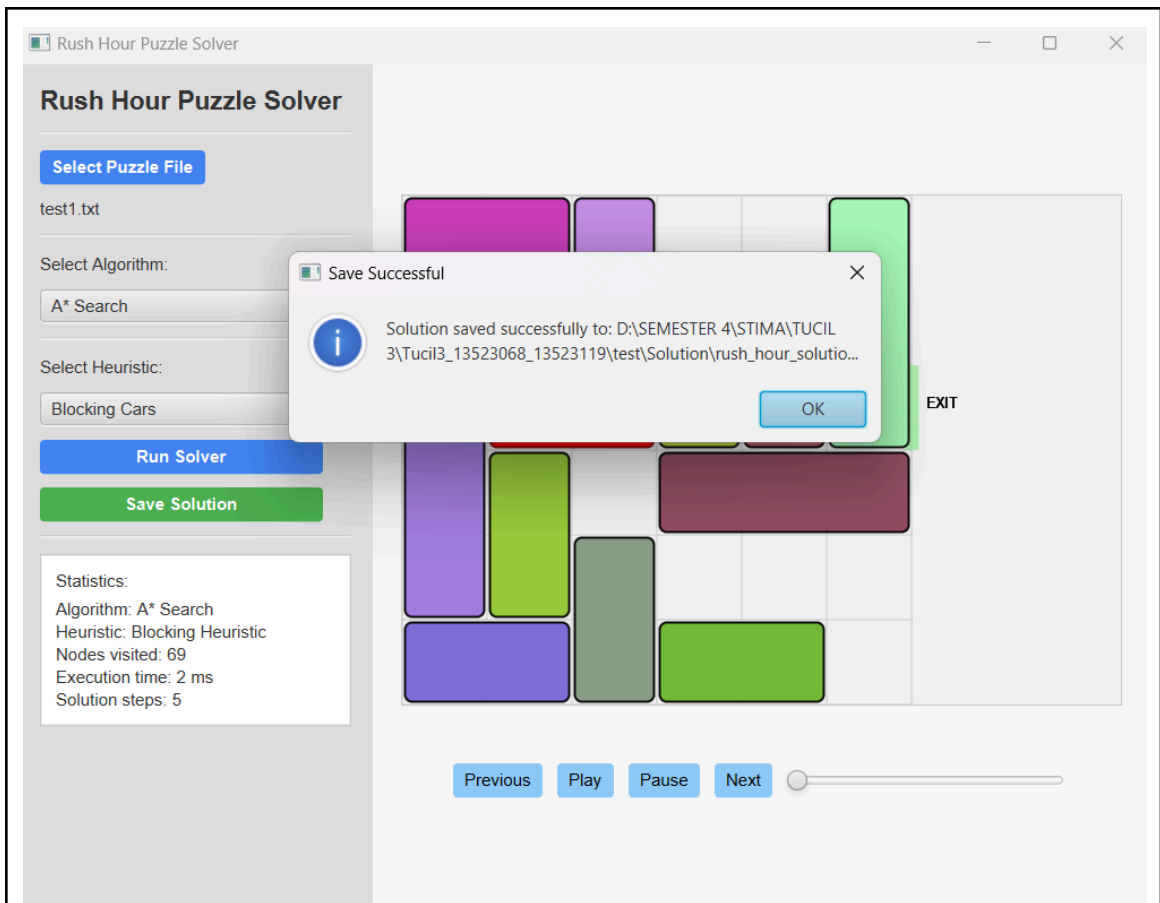 Rush Hour Puzzle Solver
Rush Hour Puzzle Solver
Select Puzzle File
test1.txt
Select Algorithm:
A* Search
Select Heuristic:
Blocking Cars
Run Solver
Save Solution
Statistics:
Algorithm: A* Search
Heuristic: Blocking Heuristic
Nodes visited: 69
Execution time: 2 ms
Solution steps: 5
Save Successful
Solution saved successfully to: D:\SEMESTER 4\STIMA\TUCIL
3\Tucil3_13523068_13523119\test\Solution\rush_hour_solutio...
OK
EXIT
Previous
Play
Pause
Next